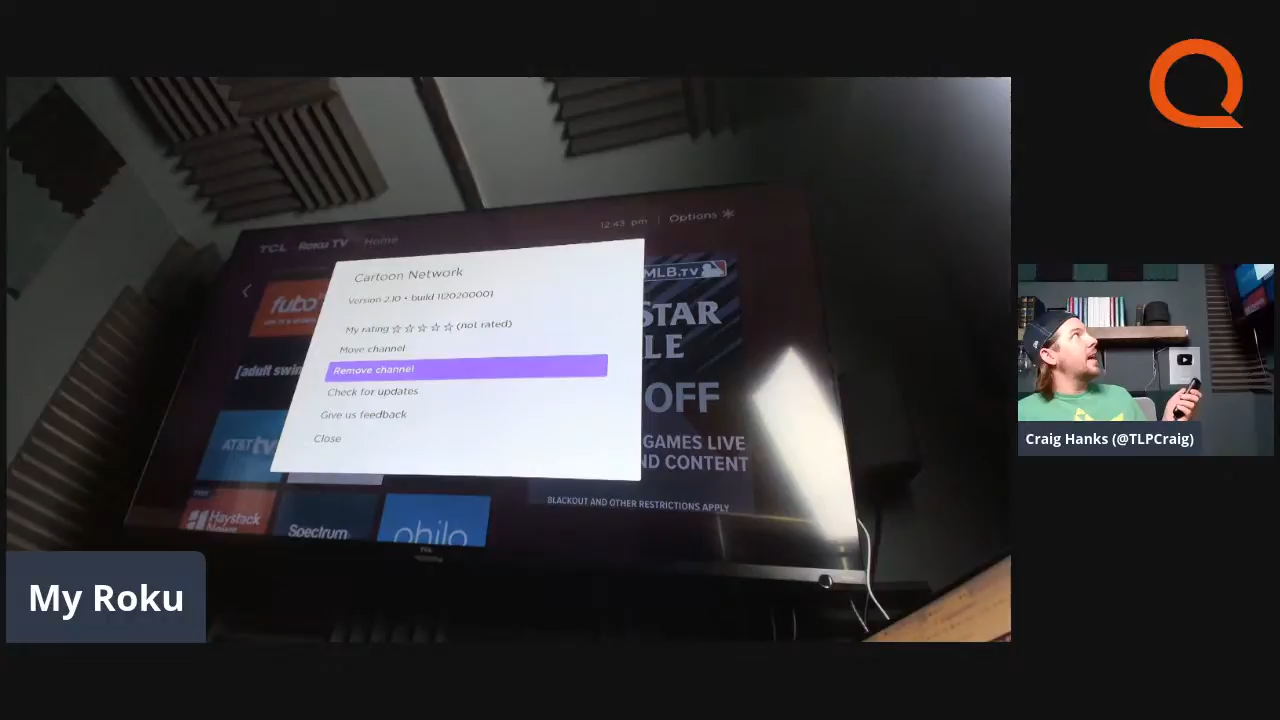 TCL Roku TV Home
12:43 pm | Options
fubo
[adult swim
AT&T tv
Haystack
News
Spectrum
philo
Cartoon Network
Version 2.10 • build 1120200001
My rating ☆☆☆☆☆ (not rated)
Move channel
Remove channel
Check for updates
Give us feedback
Close
MLB.TV
STAR
LE
OFF
GAMES LIVE
ND CONTENT
BLACKOUT AND OTHER RESTRICTIONS APPLY
TCL
My Roku
Craig Hanks (@TLPCraig)